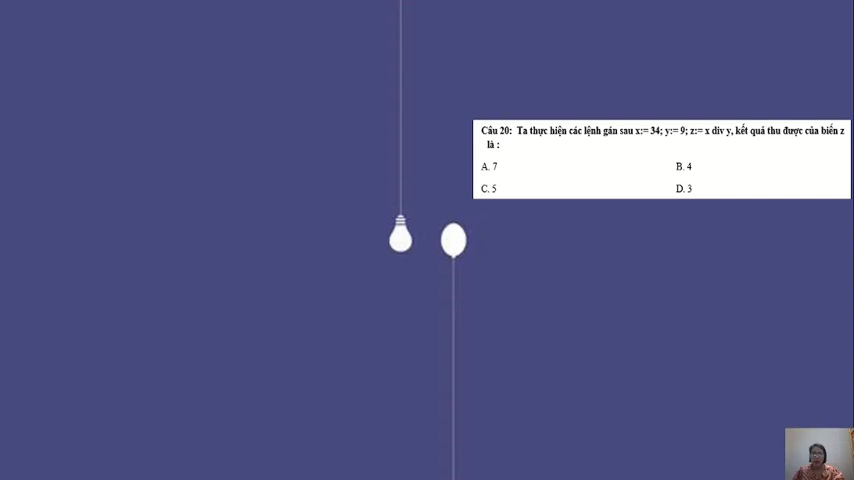 Câu 20: Ta thực hiện các lệnh gán sau x:= 34; y:= 9; z:= x div y, kết quả thu được của biến z
là :
A. 7 B. 4
C. 5 D. 3